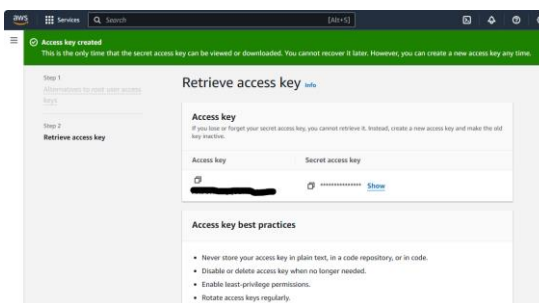 aws
Services
Search
[Alt+S]
Access key created
This is the only time that the secret access key can be viewed or downloaded. You cannot recover it later. However, you can create a new access key any time.
Step 1
Alternatives to root user access
keys
Step 2
Retrieve access key
Retrieve access key Info
Access key
If you lose or forget your secret access key, you cannot retrieve it. Instead, create a new access key and make the old
key inactive.
Access key
Secret access key
*************** Show
Access key best practices
• Never store your access key in plain text, in a code repository, or in code.
• Disable or delete access key when no longer needed.
• Enable least-privilege permissions.
• Rotate access keys regularly.